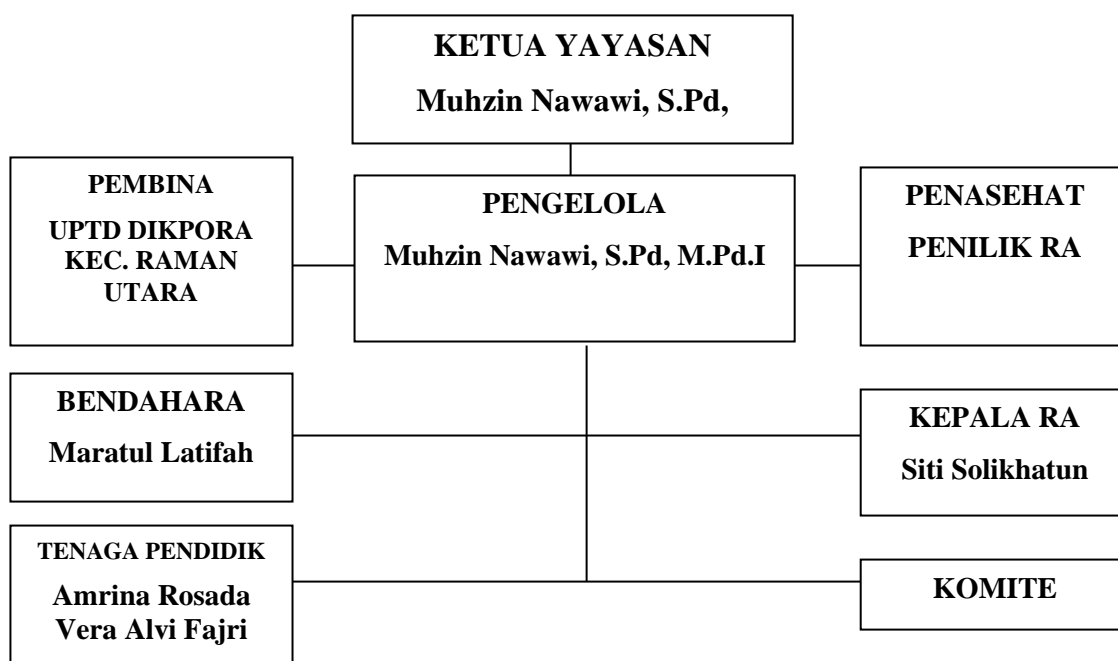 KETUA YAYASAN
Muhzin Nawawi, S.Pd,
PEMBINA
UPTD DIKPORA
KEC. RAMAN
UTARA
PENGELOLA
Muhzin Nawawi, S.Pd, M.Pd.I
PENASEHAT
PENILIK RA
BENDAHARA
Maratul Latifah
KEPALA RA
Siti Solikhatun
TENAGA PENDIDIK
Amrina Rosada
Vera Alvi Fajri
KOMITE